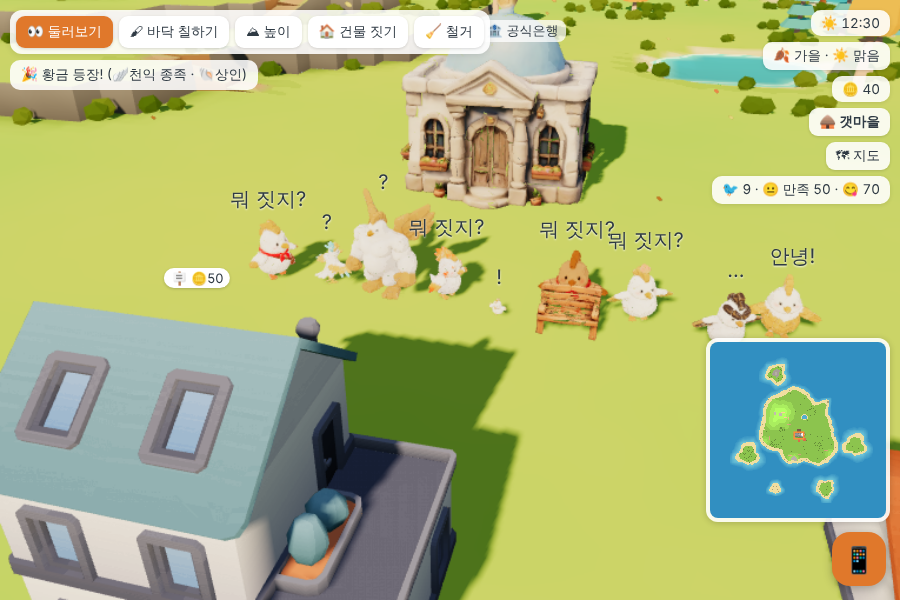 👀 둘러보기
🖌 바닥 칠하기
⛰ 높이
🏠 건물 짓기
🧹 철거
🏦 공식은행
🎉 황금 등장! (🪽천익 종족 · 🐚상인)
☀️ 12:30
🍂 가을 · ☀️ 맑음
🪙 40
🛖 갯마을
🗺 지도
🐦 9 · 😐 만족 50 · 😋 70
뭐 짓지?
?
?
뭐 짓지?
!
뭐 짓지?
뭐 짓지?
...
안녕!
🪧 🪙50